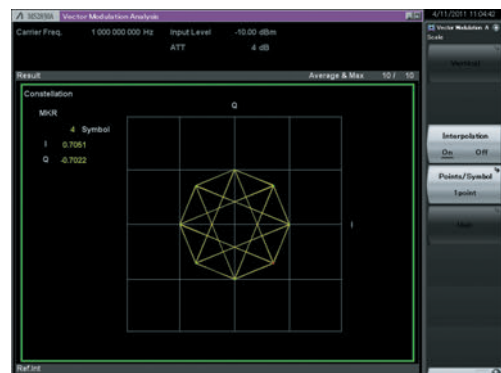 MS2830A Vector Modulation Analysis
4/11/2011 11:04:42
Carrier Freq. 1 000 000 000 Hz Input Level -10.00 dBm
ATT 4 dB
Result Average & Max 10 / 10
Constellation
MKR
4 Symbol
I 0.7051
Q -0.7022
Q
I
Ref.Int
Vector Modulation A
Scale
Vertical
Interpolation
On Off
Points/Symbol
1point